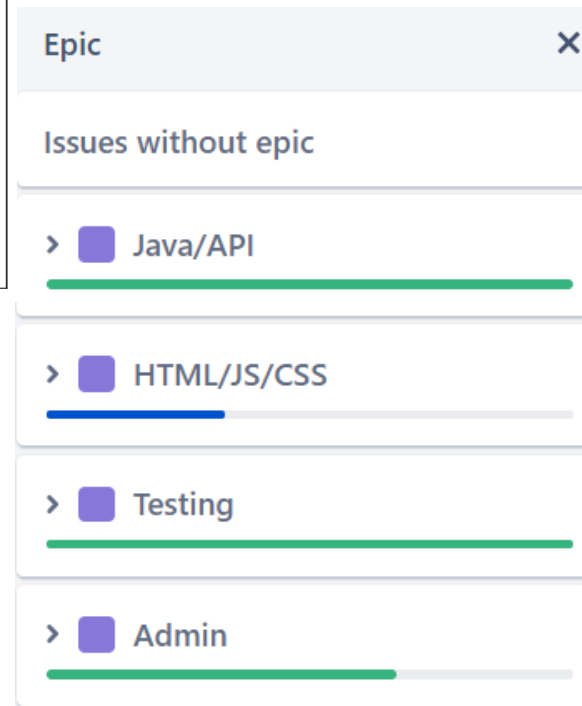 Epic
Issues without epic
Java/API
HTML/JS/CSS
Testing
Admin